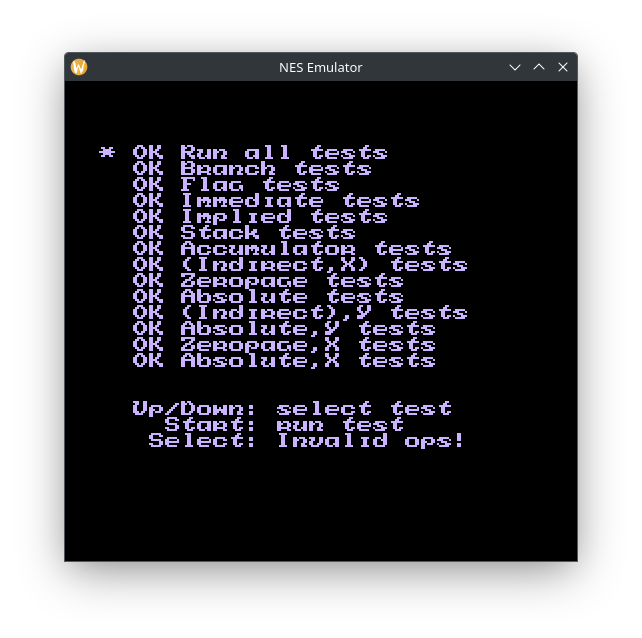 NES Emulator
* OK Run all tests
OK Branch tests
OK Flag tests
OK Immediate tests
OK Implied tests
OK Stack tests
OK Accumulator tests
OK (Indirect,X) tests
OK Zeropage tests
OK Absolute tests
OK (Indirect),Y tests
OK Absolute,Y tests
OK Zeropage,X tests
OK Absolute,X tests
Up/Down: select test
Start: run test
Select: Invalid ops!